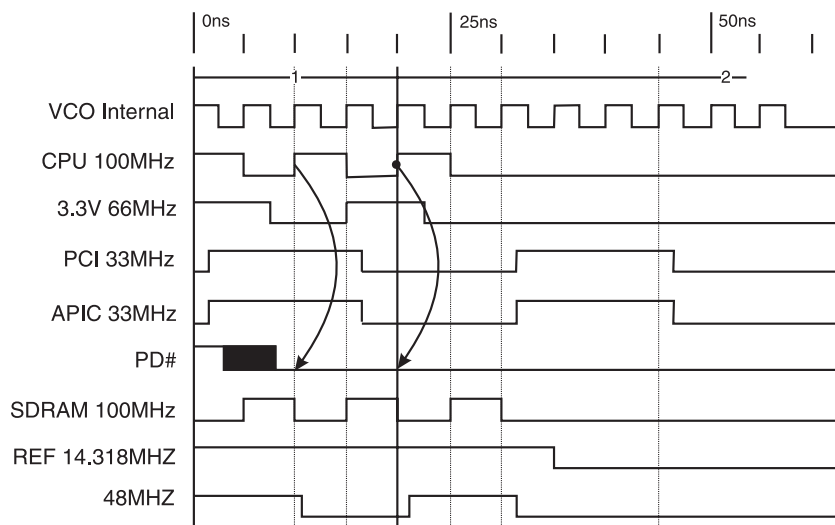 0ns 25ns 50ns
1 2
VCO Internal
CPU 100MHz
3.3V 66MHz
PCI 33MHz
APIC 33MHz
PD#
SDRAM 100MHz
REF 14.318MHZ
48MHZ